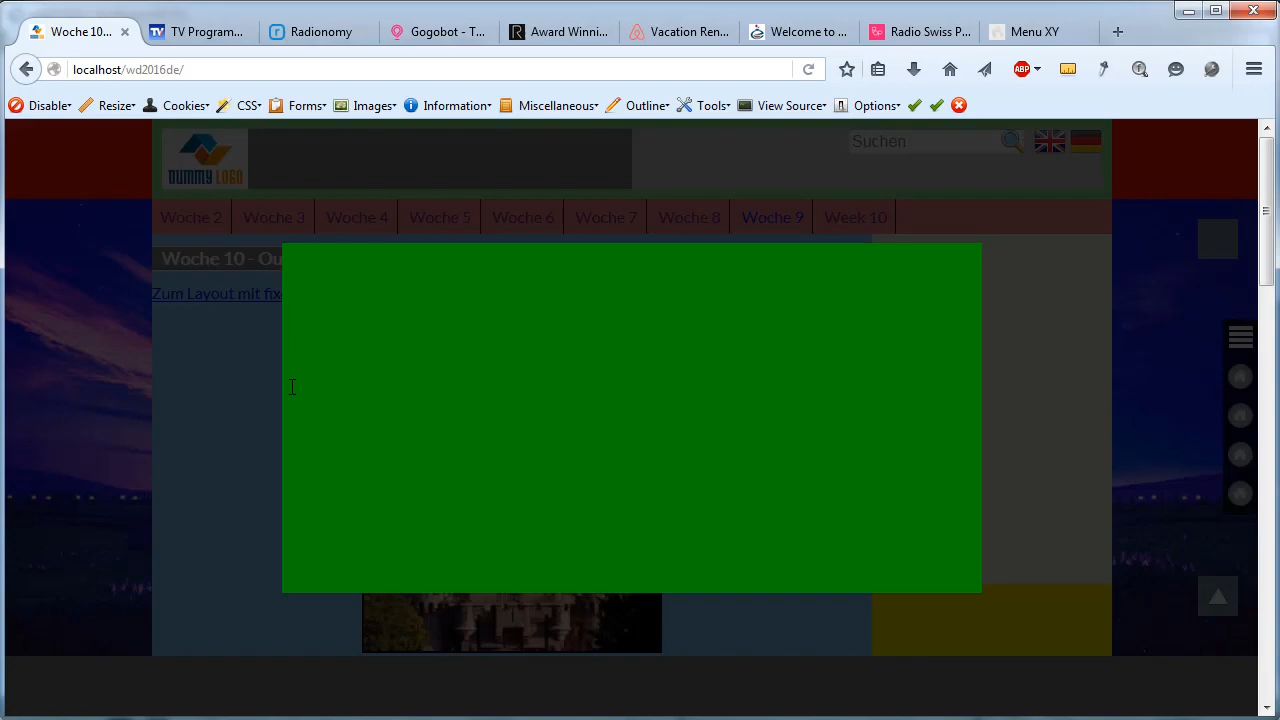 Woche 10...
TV Program...
Radionomy
Gogobot - T...
Award Winni...
Vacation Ren...
Welcome to ...
Radio Swiss P...
Menu XY
localhost/wd2016de/
ABP
Disable
Resize
Cookies
CSS
Forms
Images
Information
Miscellaneous
Outline
Tools
View Source
Options
DUMMY LOGO
Suchen
Woche 2
Woche 3
Woche 4
Woche 5
Woche 6
Woche 7
Woche 8
Woche 9
Week 10
Woche 10 - Ou
Zum Layout mit fix